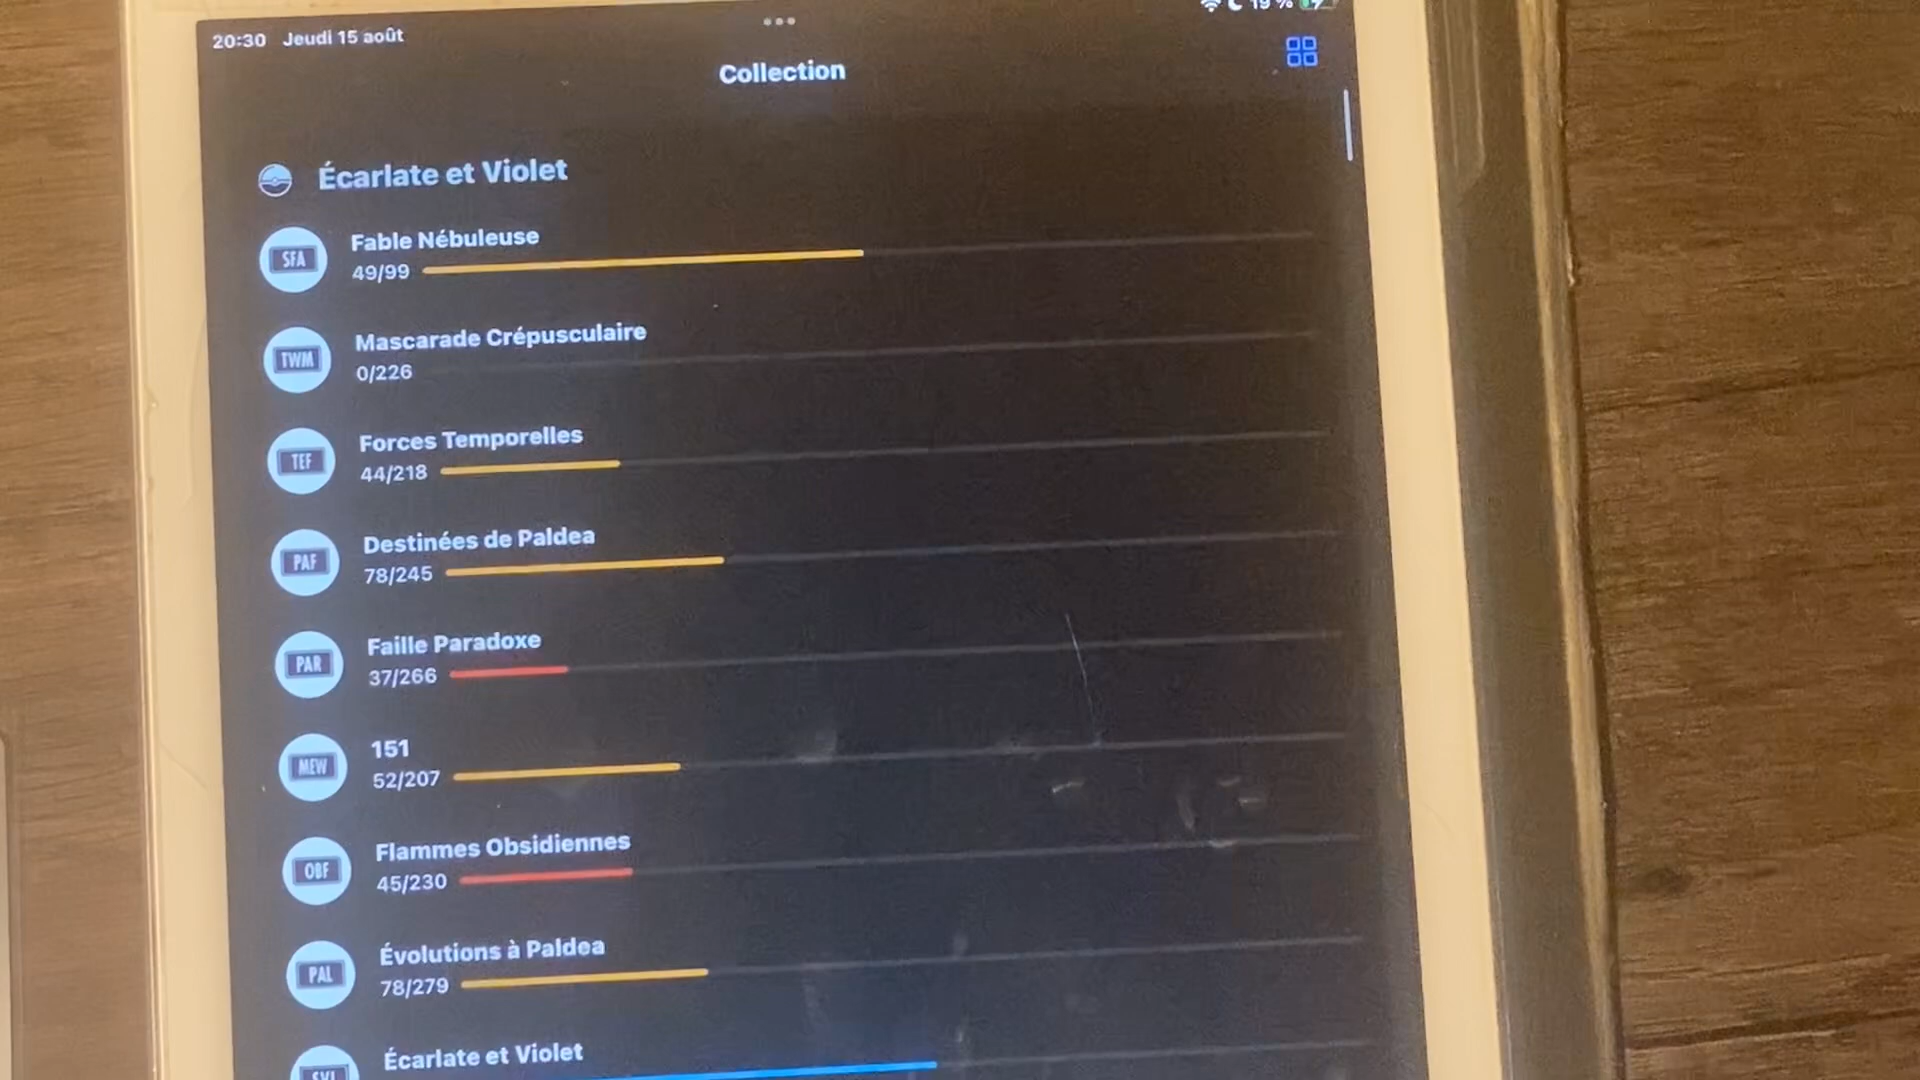 20:30 Jeudi 15 août
19 %
Collection
Écarlate et Violet
SFA
Fable Nébuleuse
49/99
TWM
Mascarade Crépusculaire
0/226
TEF
Forces Temporelles
44/218
PAF
Destinées de Paldea
78/245
PAR
Faille Paradoxe
37/266
MEW
151
52/207
OBF
Flammes Obsidiennes
45/230
PAL
Évolutions à Paldea
78/279
SVI
Écarlate et Violet